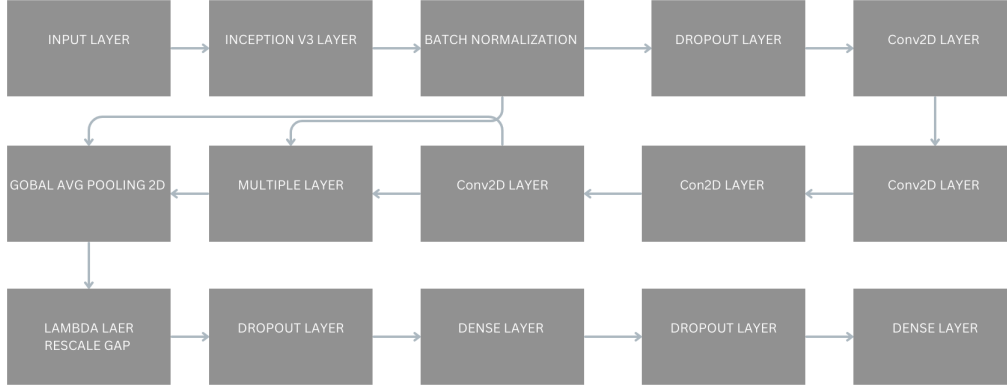 INPUT LAYER
INCEPTION V3 LAYER
BATCH NORMALIZATION
DROPOUT LAYER
Conv2D LAYER
GOBAL AVG POOLING 2D
MULTIPLE LAYER
Conv2D LAYER
Con2D LAYER
Conv2D LAYER
LAMBDA LAER
RESCALE GAP
DROPOUT LAYER
DENSE LAYER
DROPOUT LAYER
DENSE LAYER